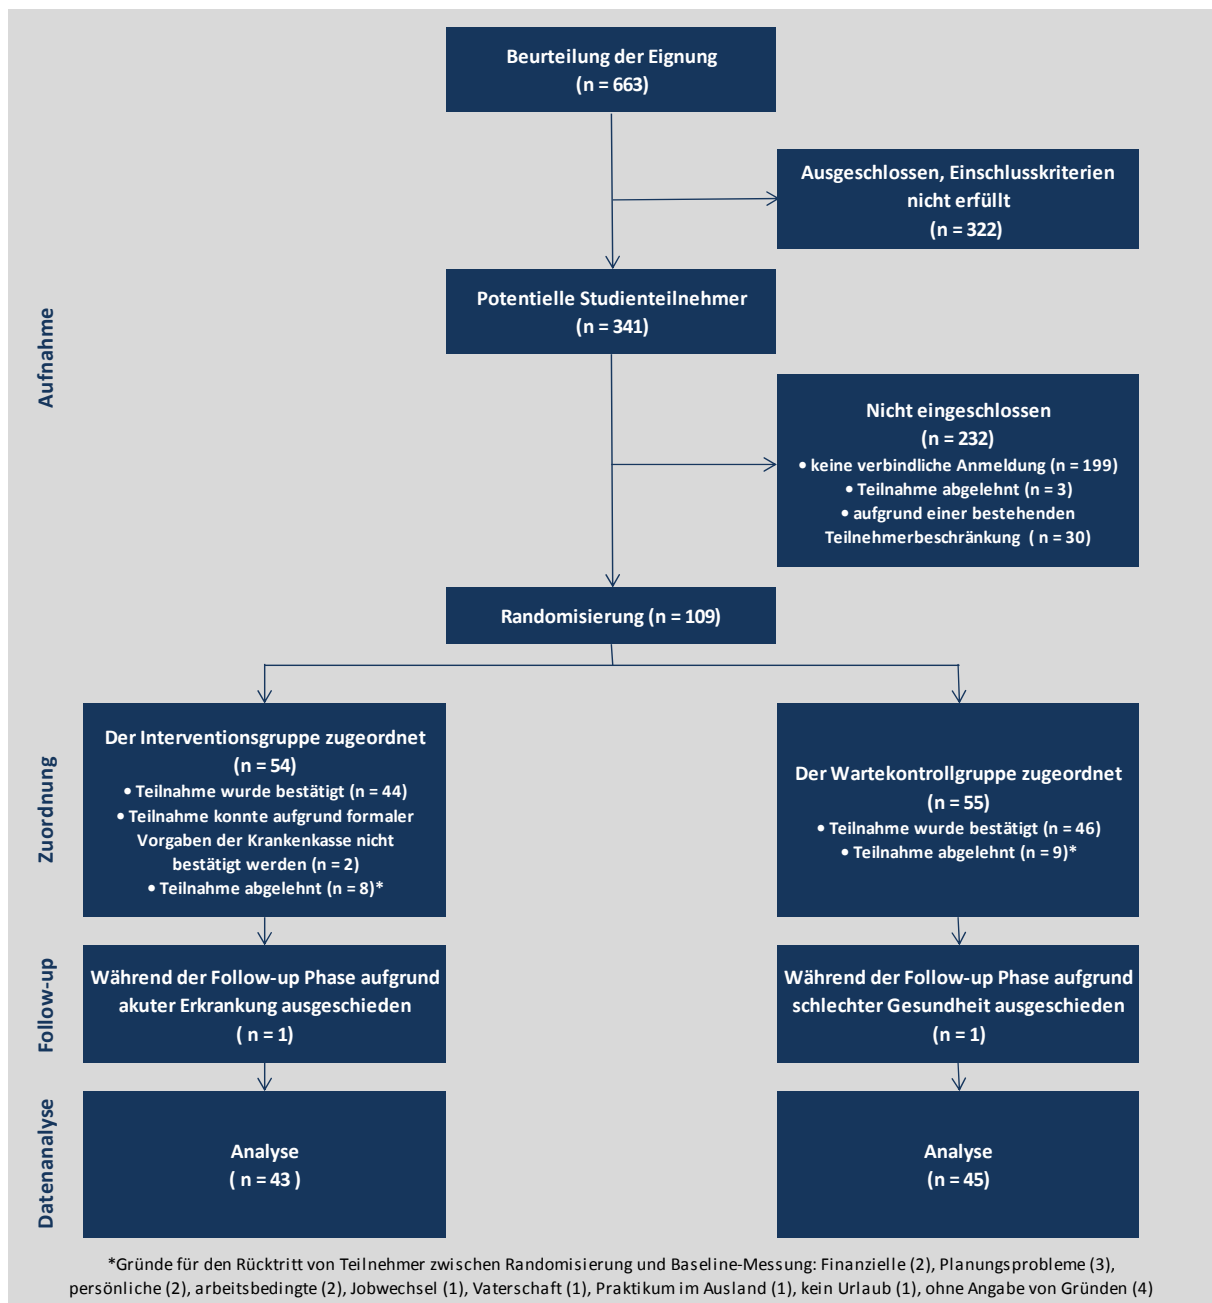 Beurteilung der Eignung
(n = 663)
Ausgeschlossen, Einschlusskriterien
nicht erfüllt
(n = 322)
Potentielle Studienteilnehmer
(n = 341)
Aufnahme
Nicht eingeschlossen
(n = 232)
• keine verbindliche Anmeldung (n = 199)
• Teilnahme abgelehnt (n = 3)
• aufgrund einer bestehenden
Teilnehmerbeschränkung ( n = 30)
Randomisierung (n = 109)
Zuordnung
Der Interventionsgruppe zugeordnet
(n = 54)
• Teilnahme wurde bestätigt (n = 44)
• Teilnahme konnte aufgrund formaler
Vorgaben der Krankenkasse nicht
bestätigt werden (n = 2)
• Teilnahme abgelehnt (n = 8)*
Der Wartekontrollgruppe zugeordnet
(n = 55)
• Teilnahme wurde bestätigt (n = 46)
• Teilnahme abgelehnt (n = 9)*
Follow-up
Während der Follow-up Phase aufgrund
akuter Erkrankung ausgeschieden
( n = 1)
Während der Follow-up Phase aufgrund
schlechter Gesundheit ausgeschieden
(n = 1)
Datenanalyse
Analyse
( n = 43 )
Analyse
(n = 45)
*Gründe für den Rücktritt von Teilnehmer zwischen Randomisierung und Baseline-Messung: Finanzielle (2), Planungsprobleme (3),
persönliche (2), arbeitsbedingte (2), Jobwechsel (1), Vaterschaft (1), Praktikum im Ausland (1), kein Urlaub (1), ohne Angabe von Gründen (4)